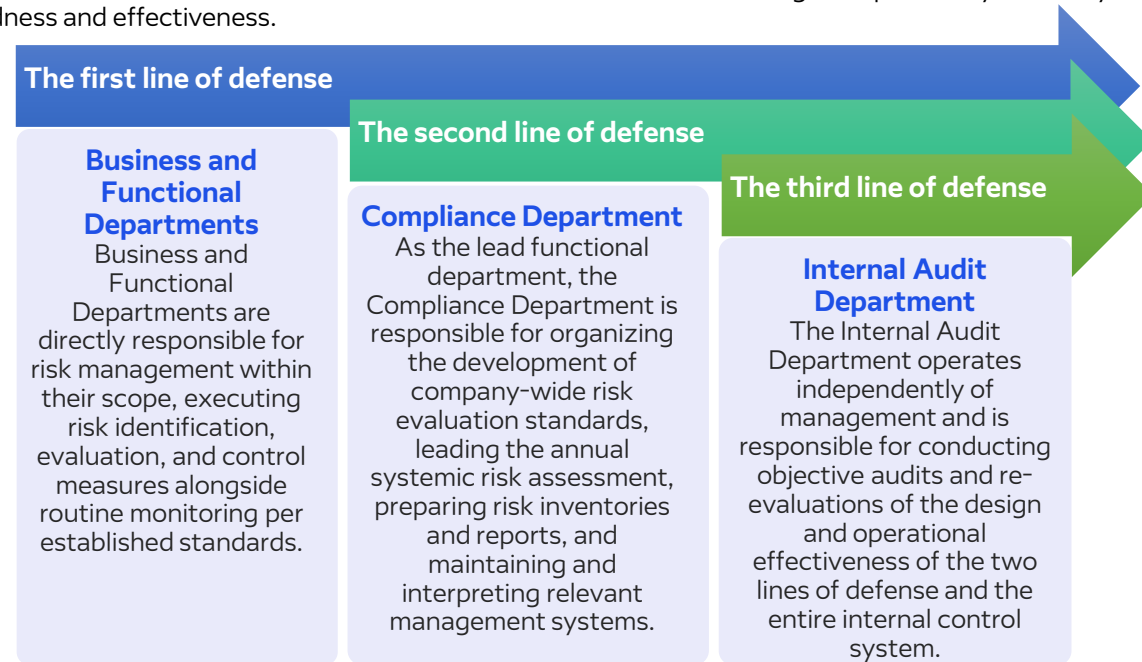 lness and effectiveness.
The first line of defense
Business and
Functional
Departments
Business and
Functional
Departments are
directly responsible for
risk management within
their scope, executing
risk identification,
evaluation, and control
measures alongside
routine monitoring per
established standards.
The second line of defense
Compliance Department
As the lead functional
department, the
Compliance Department is
responsible for organizing
the development of
company-wide risk
evaluation standards,
leading the annual
systemic risk assessment,
preparing risk inventories
and reports, and
maintaining and
interpreting relevant
management systems.
The third line of defense
Internal Audit
Department
The Internal Audit
Department operates
independently of
management and is
responsible for conducting
objective audits and re-
evaluations of the design
and operational
effectiveness of the two
lines of defense and the
entire internal control
system.